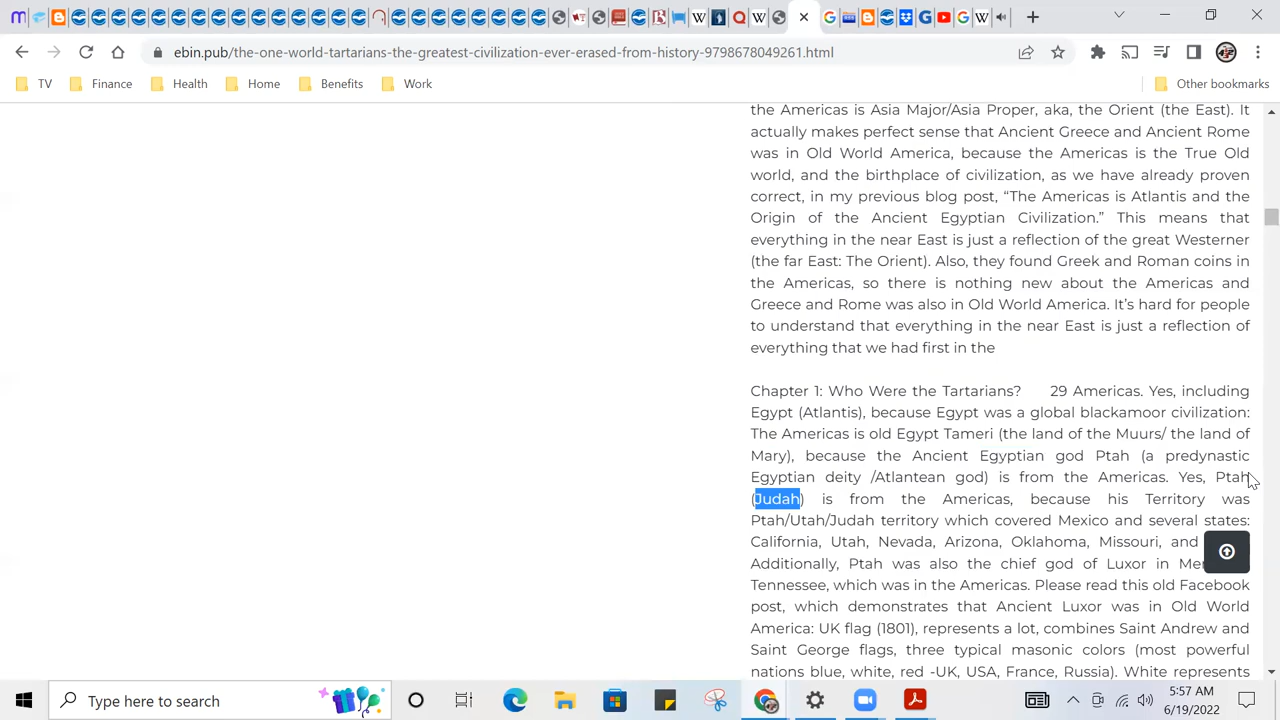 ebin.pub/the-one-world-tartarians-the-greatest-civilization-ever-erased-from-history-9798678049261.html
TV Finance Health Home Benefits Work Other bookmarks
the Americas is Asia Major/Asia Proper, aka, the Orient (the East). It
actually makes perfect sense that Ancient Greece and Ancient Rome
was in Old World America, because the Americas is the True Old
world, and the birthplace of civilization, as we have already proven
correct, in my previous blog post, “The Americas is Atlantis and the
Origin of the Ancient Egyptian Civilization.” This means that
everything in the near East is just a reflection of the great Westerner
(the far East: The Orient). Also, they found Greek and Roman coins in
the Americas, so there is nothing new about the Americas and
Greece and Rome was also in Old World America. It’s hard for people
to understand that everything in the near East is just a reflection of
everything that we had first in the
Chapter 1: Who Were the Tartarians? 29 Americas. Yes, including
Egypt (Atlantis), because Egypt was a global blackamoor civilization:
The Americas is old Egypt Tameri (the land of the Muurs/ the land of
Mary), because the Ancient Egyptian god Ptah (a predynastic
Egyptian deity /Atlantean god) is from the Americas. Yes, Ptah
(Judah) is from the Americas, because his Territory was
Ptah/Utah/Judah territory which covered Mexico and several states:
California, Utah, Nevada, Arizona, Oklahoma, Missouri, and
Additionally, Ptah was also the chief god of Luxor in
Tennessee, which was in the Americas. Please read this old Facebook
post, which demonstrates that Ancient Luxor was in Old World
America: UK flag (1801), represents a lot, combines Saint Andrew and
Saint George flags, three typical masonic colors (most powerful
nations blue, white, red -UK, USA, France, Russia). White represents
Type here to search
5:57 AM
6/19/2022